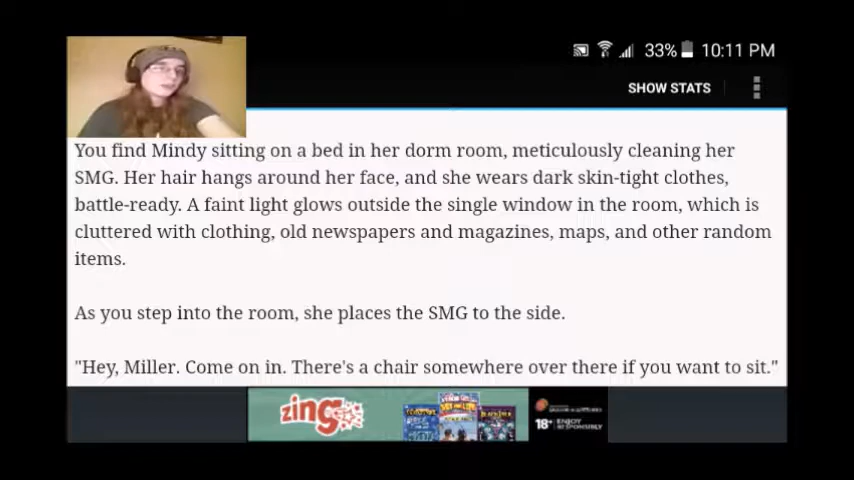 33% 10:11 PM
SHOW STATS
You find Mindy sitting on a bed in her dorm room, meticulously cleaning her
SMG. Her hair hangs around her face, and she wears dark skin-tight clothes,
battle-ready. A faint light glows outside the single window in the room, which is
cluttered with clothing, old newspapers and magazines, maps, and other random
items.
As you step into the room, she places the SMG to the side.
"Hey, Miller. Come on in. There's a chair somewhere over there if you want to sit."
zing
18+ ENJOY
RESPONSIBLY